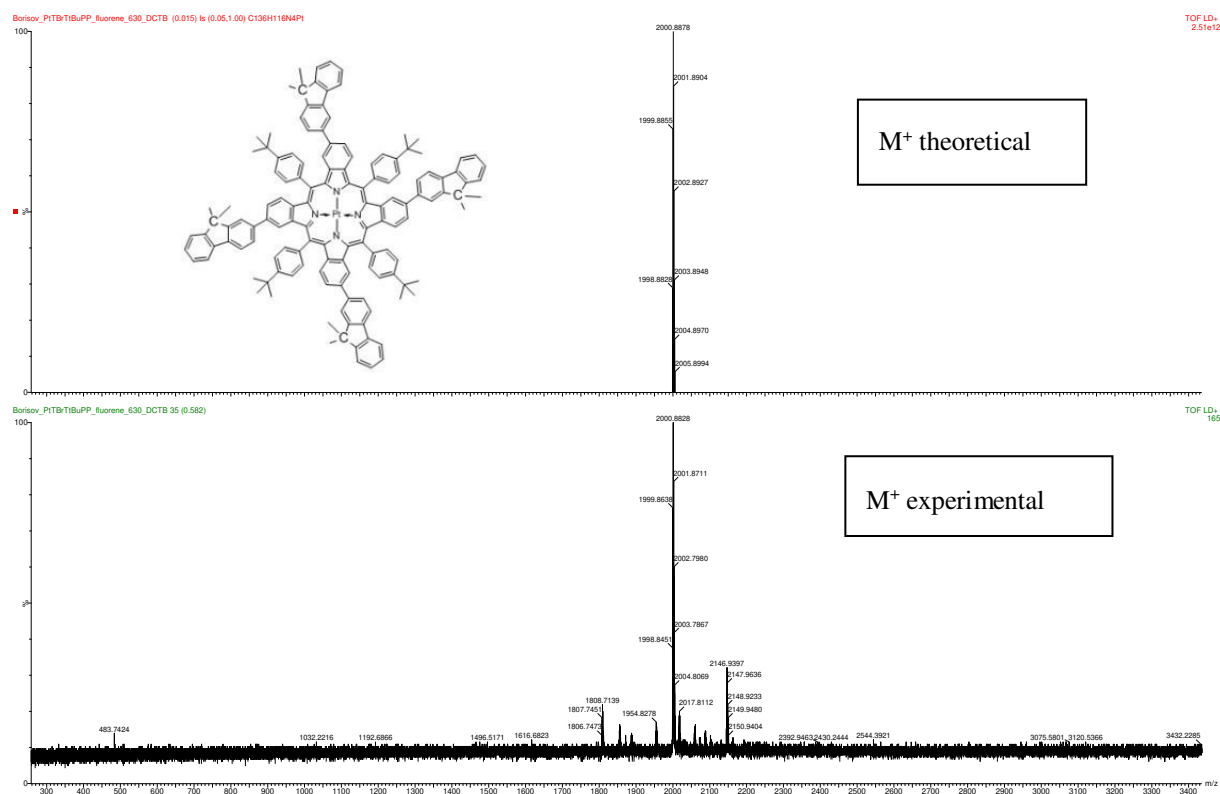 Borisov_PtTBrTtBuPP_fluorene_630_DCTB (0.015) Is (0.05,1.00) C136H116N4Pt
TOF LD+
2.51e12
100
2000.8878
2001.8904
1999.8855
2002.8927
2003.8948
1998.8828
2004.8970
2005.8994
0
M⁺ theoretical
C
C
C
C
N
N
Pt
N
N
Borisov_PtTBrTtBuPP_fluorene_630_DCTB 35 (0.582)
TOF LD+
165
100
2000.8828
2001.8711
1999.8638
2002.7980
2003.7867
1998.8451
2004.8069
M⁺ experimental
2146.9397
2147.9636
2148.9233
2149.9480
2150.9404
2017.8112
1954.8278
1808.7139
1807.7451
1806.7473
483.7424
1032.2216
1192.6866
1496.5171
1616.6823
2392.9463
2430.2444
2544.3921
3075.5801
3120.5366
3432.2285
%
0
300 400 500 600 700 800 900 1000 1100 1200 1300 1400 1500 1600 1700 1800 1900 2000 2100 2200 2300 2400 2500 2600 2700 2800 2900 3000 3100 3200 3300 3400
m/z